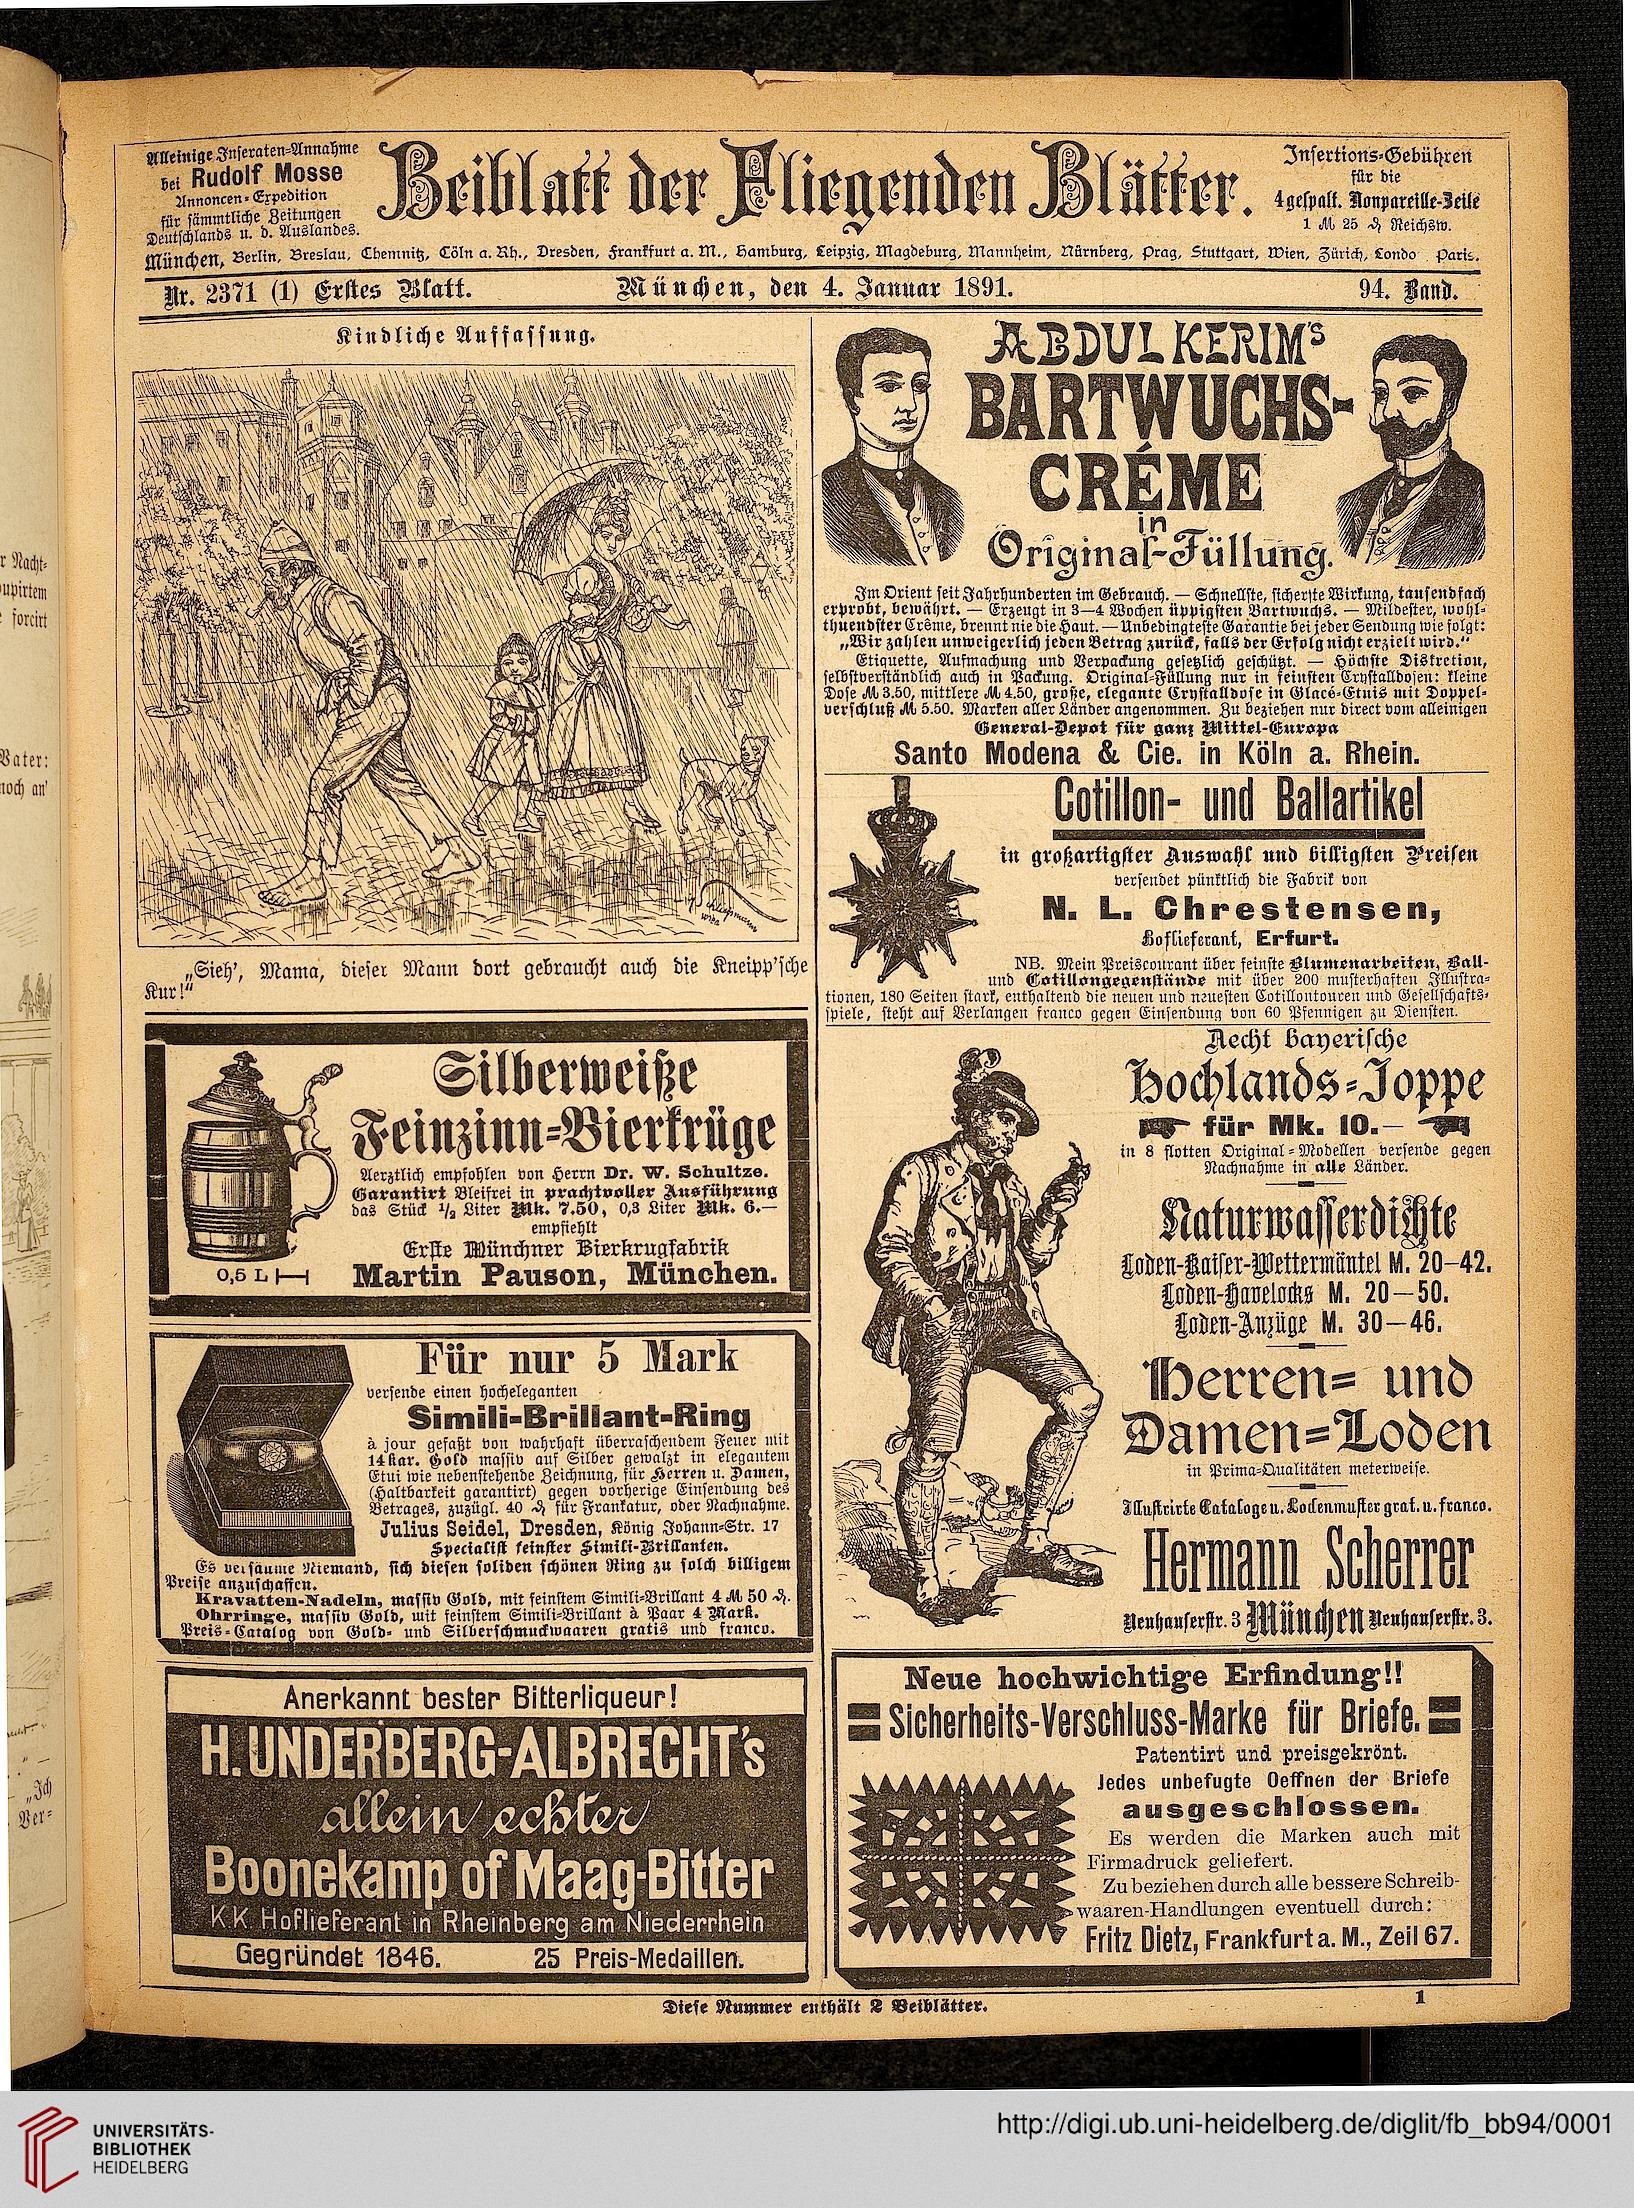 Alleinige Inseraten-Annahme
bei Rudolf Mosse
Annoncen-Expedition
für sämmtliche Zeitungen
Deutschlands u. d. Auslandes.
Beiblatt der Fliegenden Blätter.
Insertions-Gebühren
für die
4gespalt. Nonpareille-Zeile
1 ℳ 25 ₰ Reichsw.
München, Berlin, Breslau, Chemnitz, Cöln a. Rh., Dresden, Frankfurt a. M., Hamburg, Leipzig, Magdeburg, Mannheim, Nürnberg, Prag, Stuttgart, Wien, Zürich, Londo Paris.
Nr. 2371 (1) Erstes Blatt. München, den 4. Januar 1891. 94. Band.
Kindliche Auffassung.
„Sieh', Mama, dieser Mann dort gebraucht auch die Kneipp'sche
Kur!“
Silberweiße
Feinzinn-Bierkrüge
Aerztlich empfohlen von Herrn Dr. W. Schultze.
Garantirt Bleifrei in prachtvoller Ausführung
das Stück 1/2 Liter Mk. 7.50, 0,3 Liter Mk. 6.—
empfiehlt
Erste Münchner Bierkrugfabrik
0,5 L
Martin Pauson, München.
Für nur 5 Mark
versende einen hocheleganten
Simili-Brillant-Ring
à jour gefaßt von wahrhaft überraschendem Feuer mit
14 kar. Gold massiv auf Silber gewalzt in elegantem
Etui wie nebenstehende Zeichnung, für Herren u. Damen,
(Haltbarkeit garantirt) gegen vorherige Einsendung des
Betrages, zuzügl. 40 ₰ für Frankatur, oder Nachnahme.
Julius Seidel, Dresden, König Johann-Str. 17
Specialist feinster Simili-Brillanten.
Es versäume Niemand, sich diesen soliden schönen Ring zu solch billigem
Preise anzuschaffen.
Kravatten-Nadeln, massiv Gold, mit feinstem Simili-Brillant 4 ℳ 50 ₰.
Ohrringe, massiv Gold, mit feinstem Simili-Brillant à Paar 4 Mark.
Preis-Catalog von Gold- und Silberschmuckwaaren gratis und franco.
Anerkannt bester Bitterliqueur!
H. UNDERBERG-ALBRECHT's
allein echter
Boonekamp of Maag-Bitter
K.K. Hoflieferant in Rheinberg am Niederrhein
Gegründet 1846. 25 Preis-Medaillen.
ABDUL KERIM'S
BARTWUCHS-
CRÉME
in
Original-Füllung.
Im Orient seit Jahrhunderten im Gebrauch. — Schnellste, sicherste Wirkung, tausendfach
erprobt, bewährt. — Erzeugt in 3—4 Wochen üppigsten Bartwuchs. — Mildester, wohl-
thuendster Crême, brennt nie die Haut. — Unbedingteste Garantie bei jeder Sendung wie folgt:
„Wir zahlen unweigerlich jeden Betrag zurück, falls der Erfolg nicht erzielt wird.“
Etiquette, Aufmachung und Verpackung gesetzlich geschützt. — Höchste Diskretion,
selbstverständlich auch in Packung. Original-Füllung nur in feinsten Crystalldosen: kleine
Dose ℳ 3.50, mittlere ℳ 4.50, große, elegante Crystalldose in Glacé-Etuis mit Doppel-
verschluß ℳ 5.50. Marken aller Länder angenommen. Zu beziehen nur direct vom alleinigen
General-Depot für ganz Mittel-Europa
Santo Modena & Cie. in Köln a. Rhein.
Cotillon- und Ballartikel
in großartigster Auswahl und billigsten Preisen
versendet pünktlich die Fabrik von
N. L. Chrestensen,
Hoflieferant, Erfurt.
NB. Mein Preiscourant über feinste Blumenarbeiten, Ball-
und Cotillongegenstände mit über 200 musterhaften Illustra-
tionen, 180 Seiten stark, enthaltend die neuen und neuesten Cotillontouren und Gesellschafts-
spiele, steht auf Verlangen franco gegen Einsendung von 60 Pfennigen zu Diensten.
Aecht bayerische
Hochlands-Joppe
für Mk. 10.—
in 8 flotten Original-Modellen versende gegen
Nachnahme in alle Länder.
Naturwasserdichte
Loden-Kaiser-Wettermäntel M. 20—42.
Loden-Havelocks M. 20—50.
Loden-Anzüge M. 30—46.
Herren- und
Damen-Loden
in Prima-Qualitäten meterweise.
Illustrirte Cataloge u. Lodenmuster grat. u. franco.
Hermann Scherrer
Neuhauserstr. 3 München Neuhauserstr. 3.
Neue hochwichtige Erfindung!!
Sicherheits-Verschluss-Marke für Briefe.
Patentirt und preisgekrönt.
Jedes unbefugte Oeffnen der Briefe
ausgeschlossen.
Es werden die Marken auch mit
Firmadruck geliefert.
Zu beziehen durch alle bessere Schreib-
waaren-Handlungen eventuell durch:
Fritz Dietz, Frankfurt a. M., Zeil 67.
Diese Nummer enthält 2 Beiblätter.
1
r Nacht-
oupirtem
forcirt
Vater:
noch an'
„Ich
Ver-
UNIVERSITÄTS-
BIBLIOTHEK
HEIDELBERG
http://digi.ub.uni-heidelberg.de/diglit/fb_bb94/0001